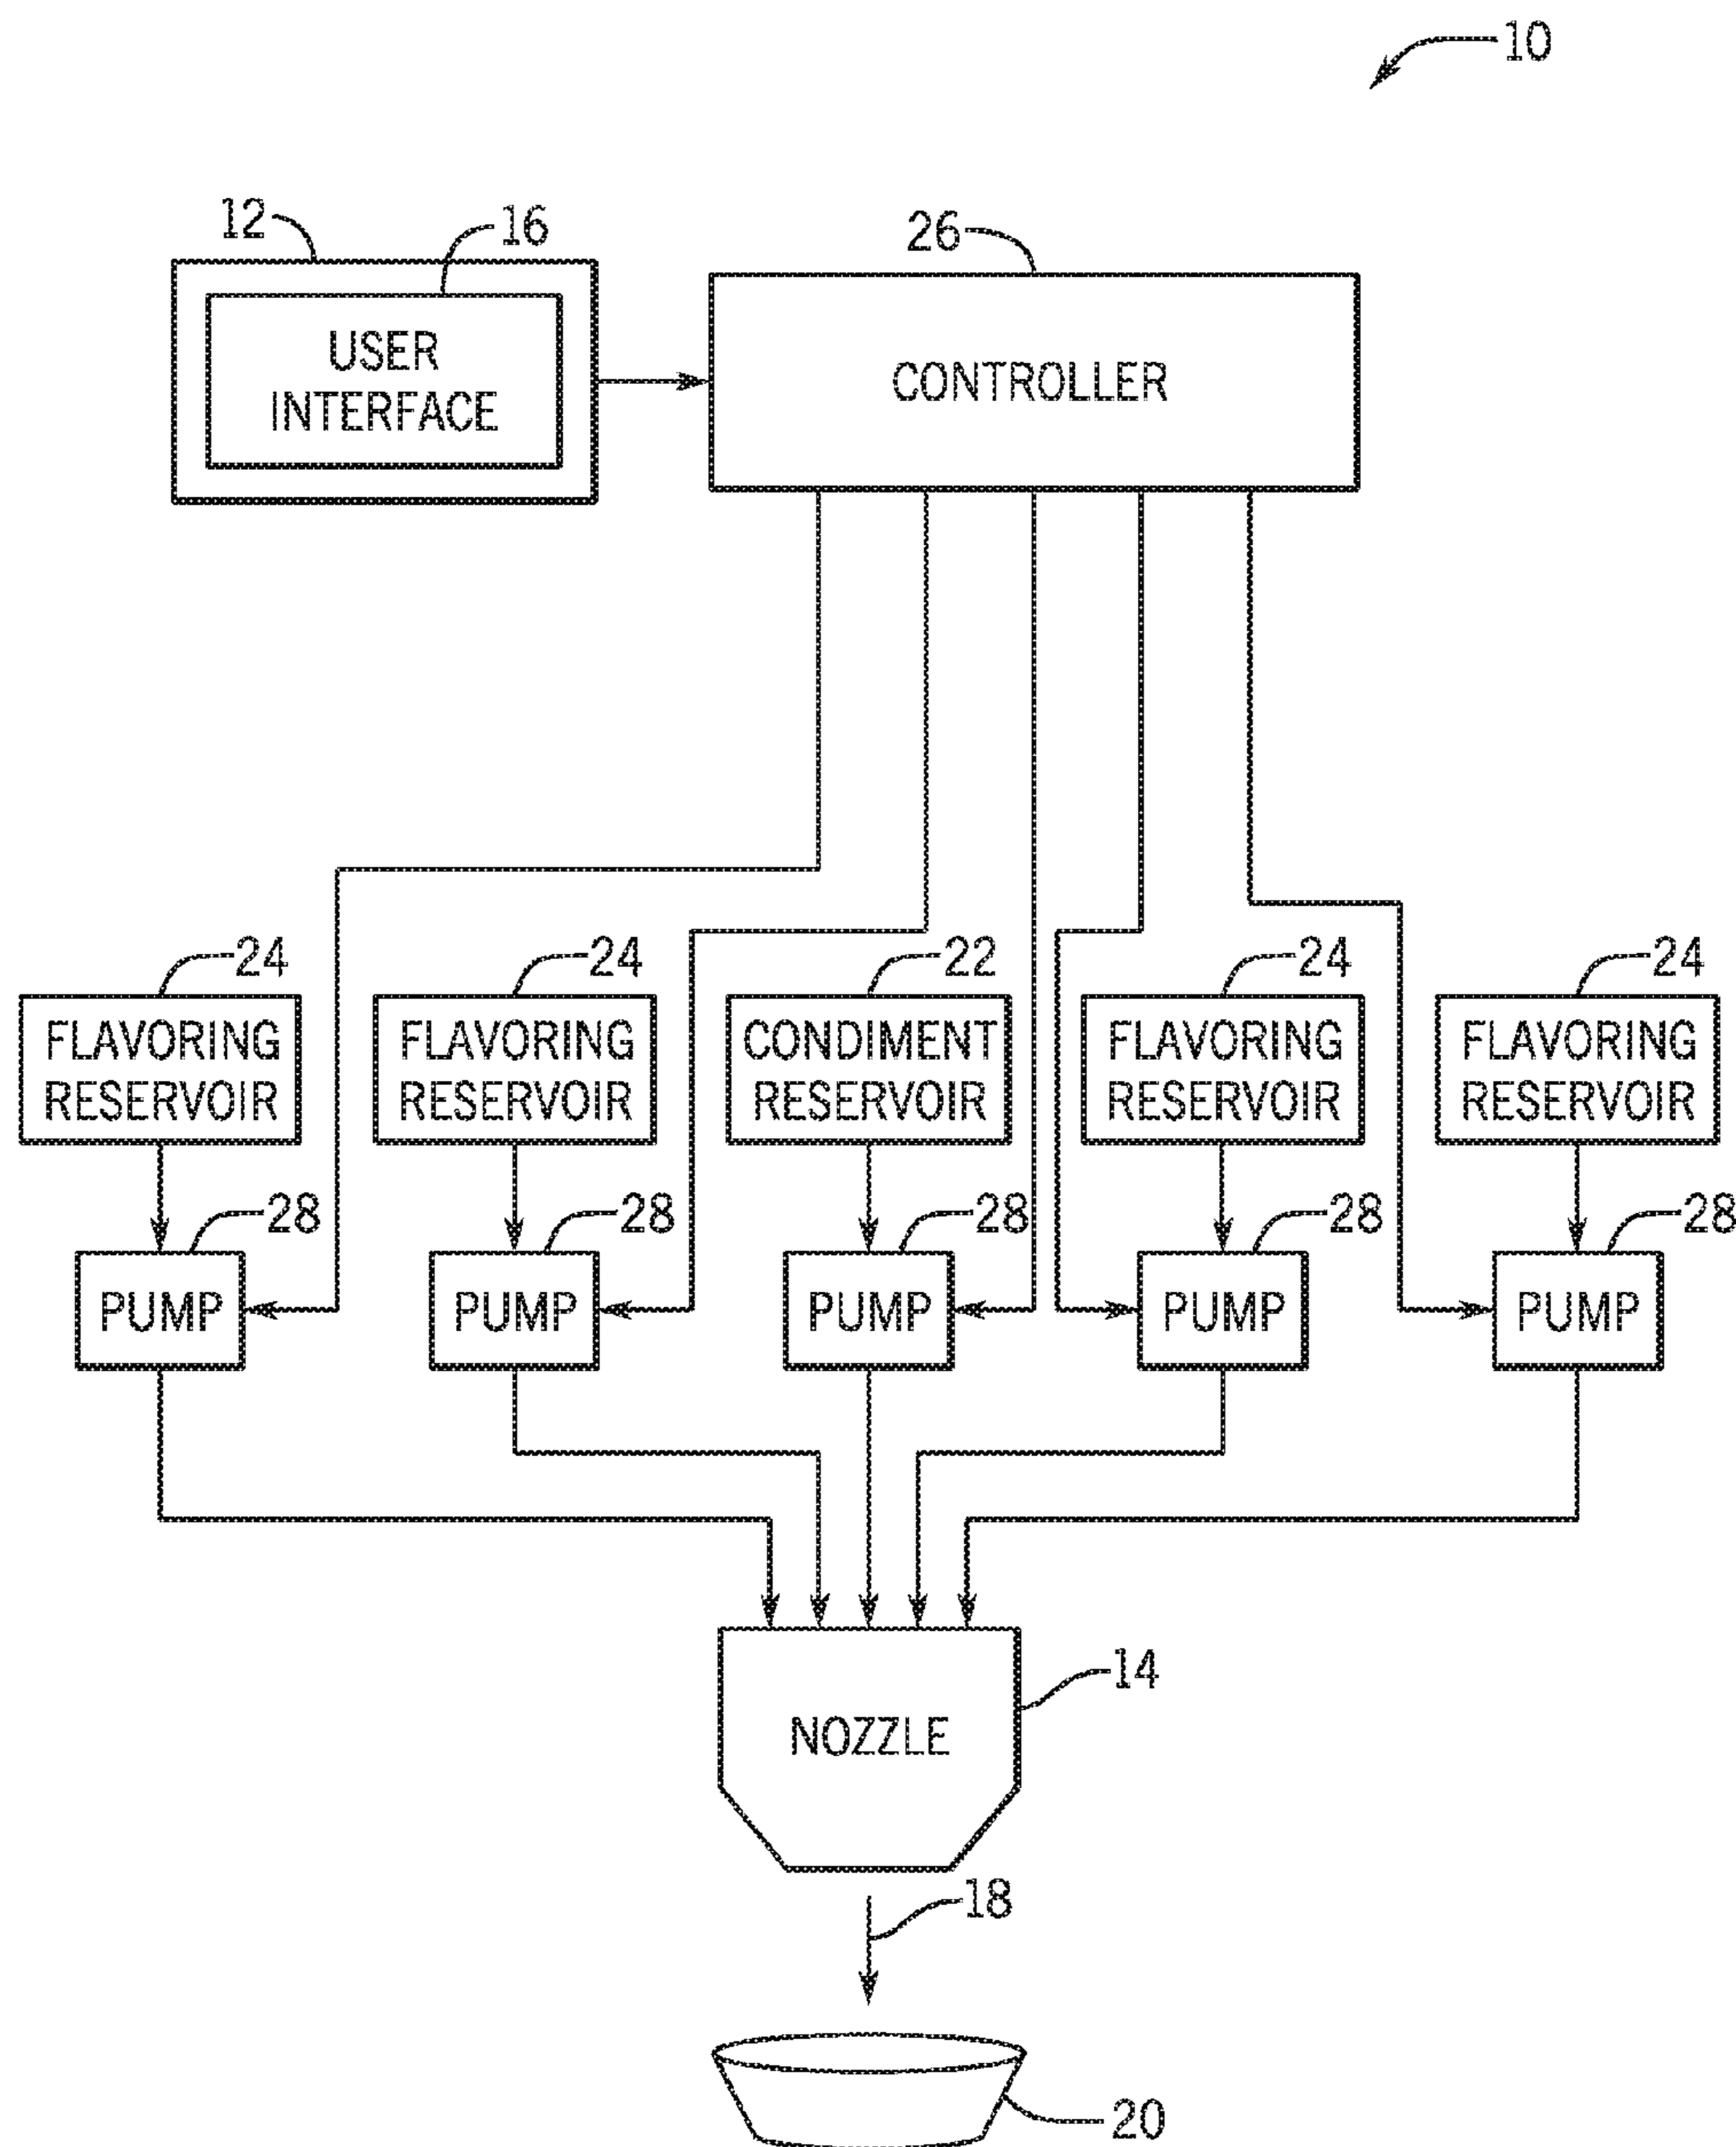 10
12
16
26
USER
INTERFACE
CONTROLLER
24
24
22
24
24
FLAVORING
RESERVOIR
FLAVORING
RESERVOIR
CONDIMENT
RESERVOIR
FLAVORING
RESERVOIR
FLAVORING
RESERVOIR
28
28
28
28
28
PUMP
PUMP
PUMP
PUMP
PUMP
14
NOZZLE
18
20